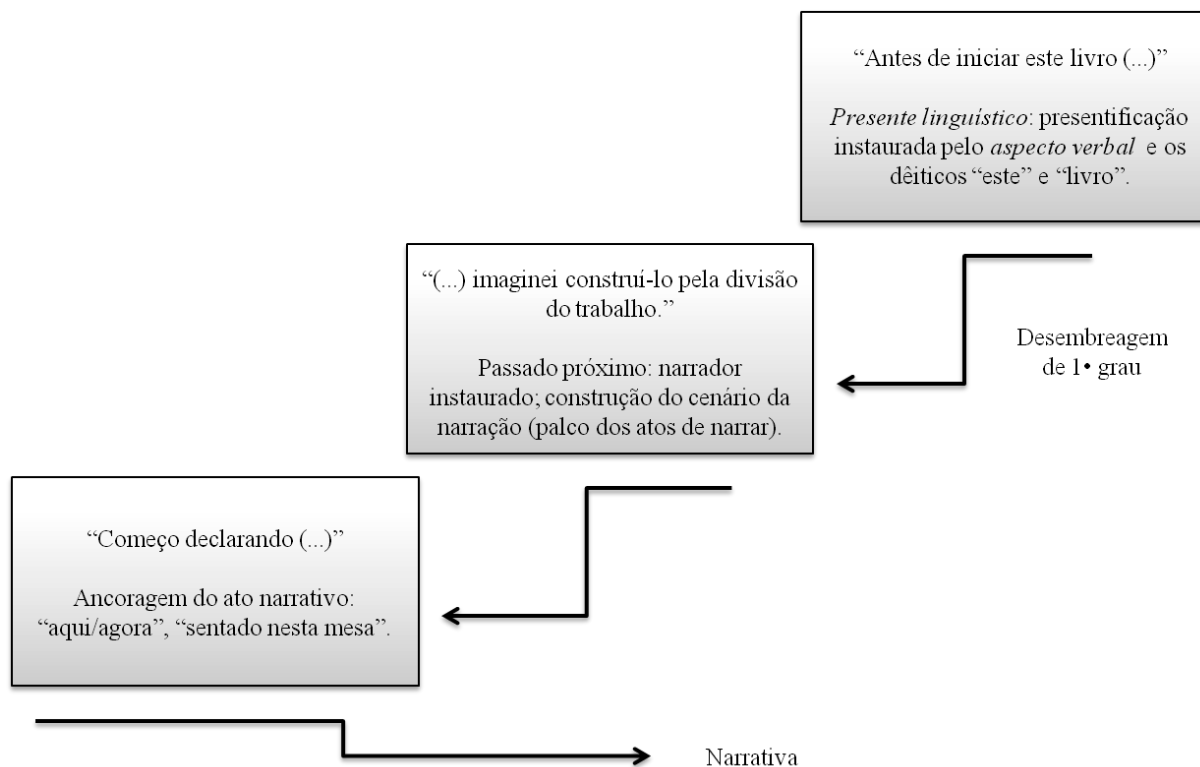 “Antes de iniciar este livro (...)”
Presente linguístico: presentificação
instaurada pelo aspecto verbal e os
dêiticos “este” e “livro”.
“(...) imaginei construí-lo pela divisão
do trabalho.”
Passado próximo: narrador
instaurado; construção do cenário da
narração (palco dos atos de narrar).
Desembreagem
de 1• grau
“Começo declarando (...)”
Ancoragem do ato narrativo:
“aqui/agora”, “sentado nesta mesa”.
Narrativa